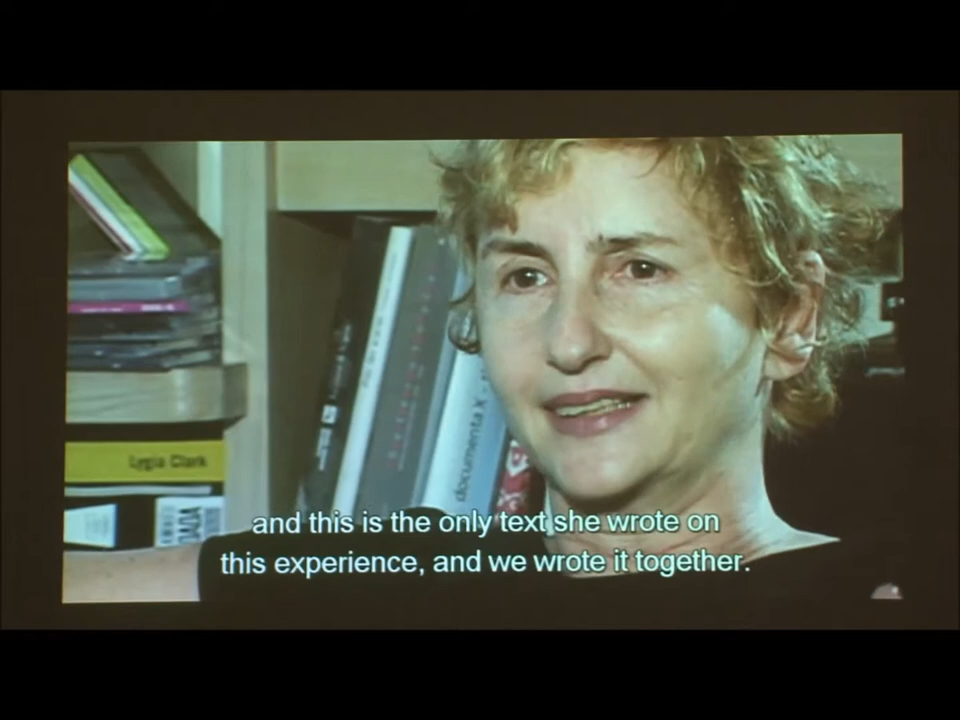 Lygia Clark
DADA
documenta X
and this is the only text she wrote on
this experience, and we wrote it together.